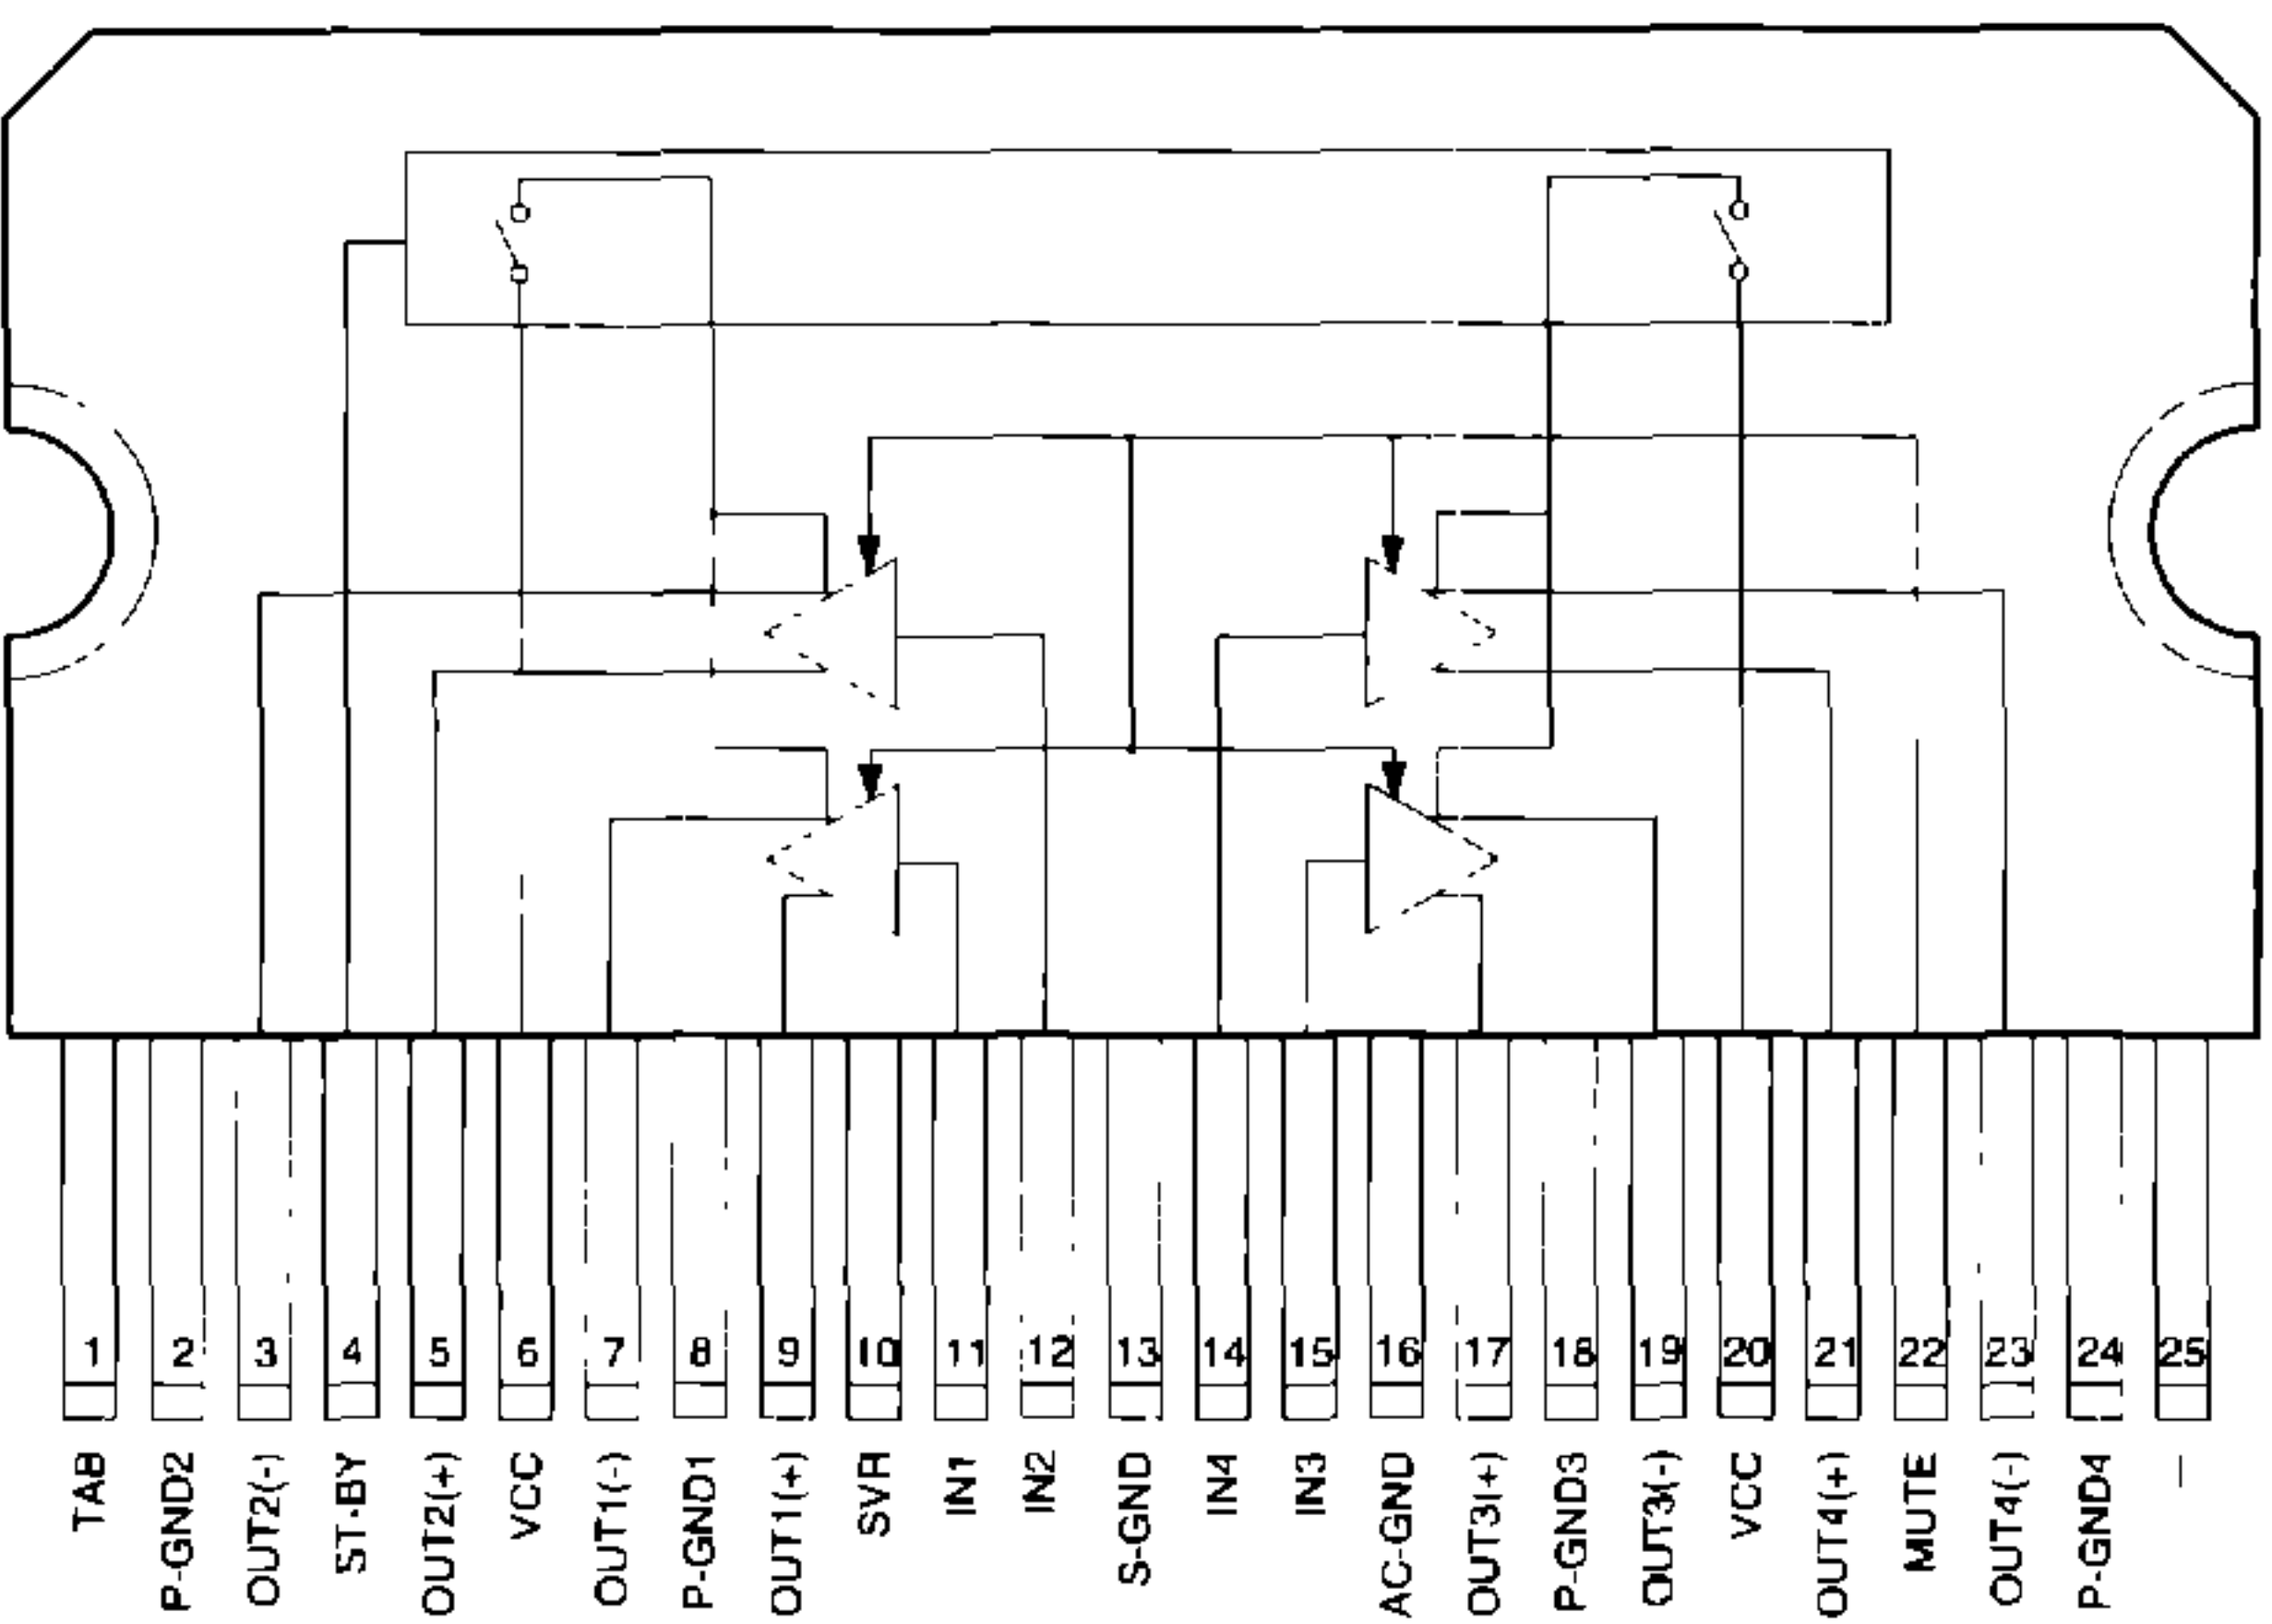 1 2 3 4 5 6 7 8 9 10 11 12 13 14 15 16 17 18 19 20 21 22 23 24 25
TAB
P-GND2
OUT2(-)
ST-BY
OUT2(+)
VCC
OUT1(-)
P-GND1
OUT1(+)
SVR
IN1
IN2
S-GND
IN4
IN3
AC-GND
OUT3(+)
P-GND3
OUT3(-)
VCC
OUT4(+)
MUTE
OUT4(-)
P-GND4
—